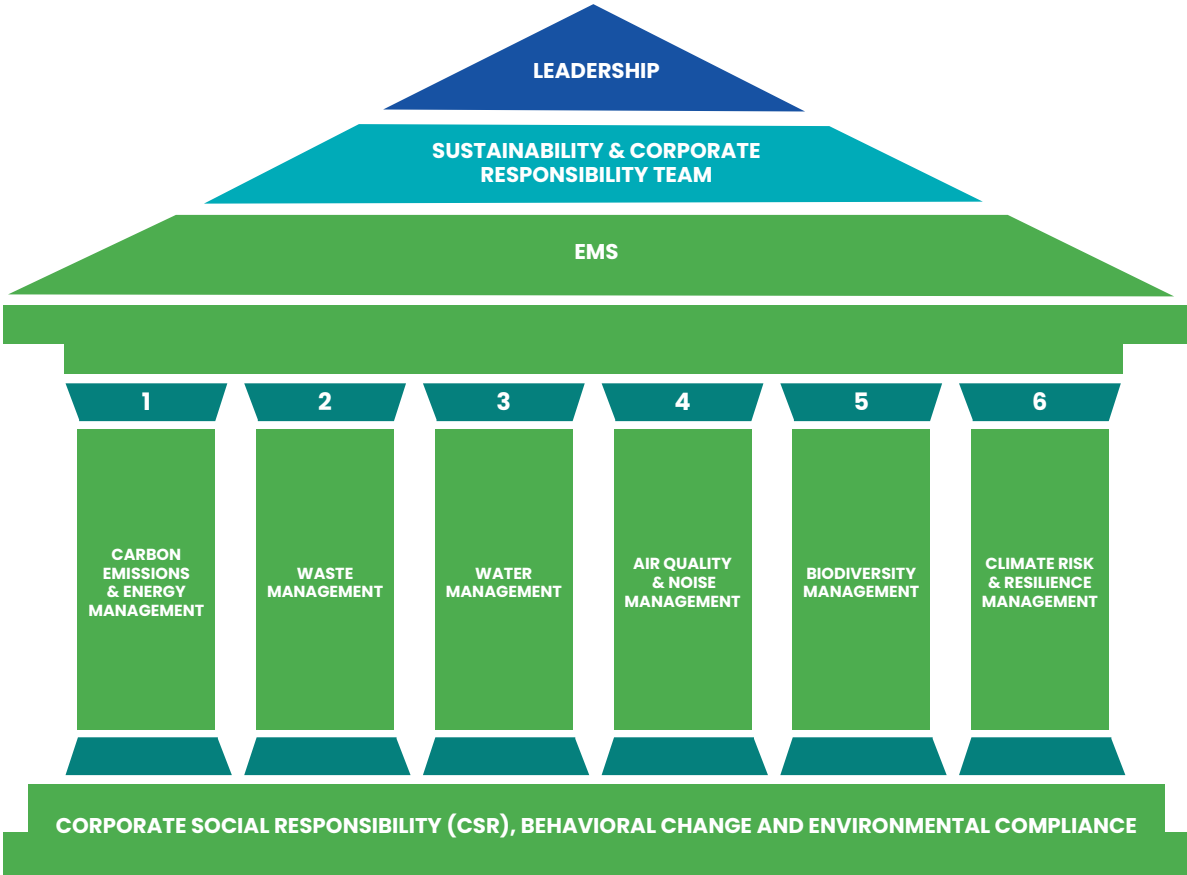 LEADERSHIP
SUSTAINABILITY & CORPORATE
RESPONSIBILITY TEAM
EMS
1
2
3
4
5
6
CARBON
EMISSIONS
& ENERGY
MANAGEMENT
WASTE
MANAGEMENT
WATER
MANAGEMENT
AIR QUALITY
& NOISE
MANAGEMENT
BIODIVERSITY
MANAGEMENT
CLIMATE RISK
& RESILIENCE
MANAGEMENT
CORPORATE SOCIAL RESPONSIBILITY (CSR), BEHAVIORAL CHANGE AND ENVIRONMENTAL COMPLIANCE